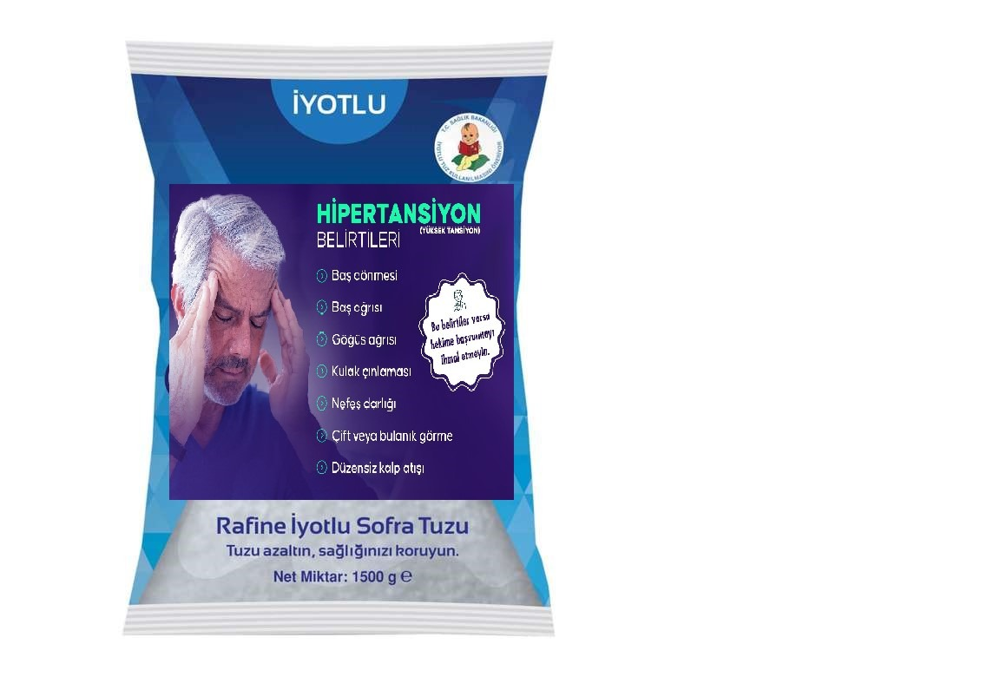 İYOTLU
T.C. SAĞLIK BAKANLIĞI
İYOTLU TUZ KULLANILMASINI ÖNERİYOR
HİPERTANSİYON
(YÜKSEK TANSİYON)
BELİRTİLERİ
Baş dönmesi
Baş ağrısı
Göğüs ağrısı
Kulak çınlaması
Nefes darlığı
Çift veya bulanık görme
Düzensiz kalp atışı
Bu belirtiler varsa
hekime başvurmayı
ihmal etmeyin.
Rafine İyotlu Sofra Tuzu
Tuzu azaltın, sağlığınızı koruyun.
Net Miktar: 1500 g ℮